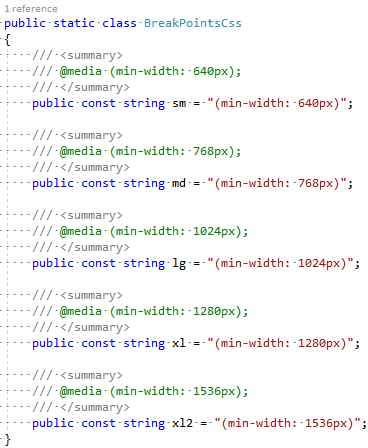 1 reference
public static class BreakPointsCss
{
/// <summary>
/// @media (min-width: 640px);
/// </summary>
public const string sm = "(min-width: 640px)";
/// <summary>
/// @media (min-width: 768px);
/// </summary>
public const string md = "(min-width: 768px)";
/// <summary>
/// @media (min-width: 1024px);
/// </summary>
public const string lg = "(min-width: 1024px)";
/// <summary>
/// @media (min-width: 1280px);
/// </summary>
public const string xl = "(min-width: 1280px)";
/// <summary>
/// @media (min-width: 1536px);
/// </summary>
public const string xl2 = "(min-width: 1536px)";
}